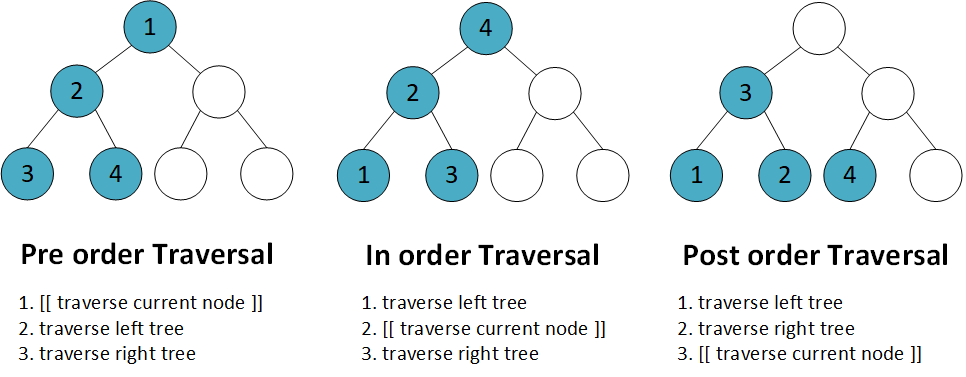 1
2
3 4
Pre order Traversal
1. [[ traverse current node ]]
2. traverse left tree
3. traverse right tree
4
2
1 3
In order Traversal
1. traverse left tree
2. [[ traverse current node ]]
3. traverse right tree
3
1 2 4
Post order Traversal
1. traverse left tree
2. traverse right tree
3. [[ traverse current node ]]